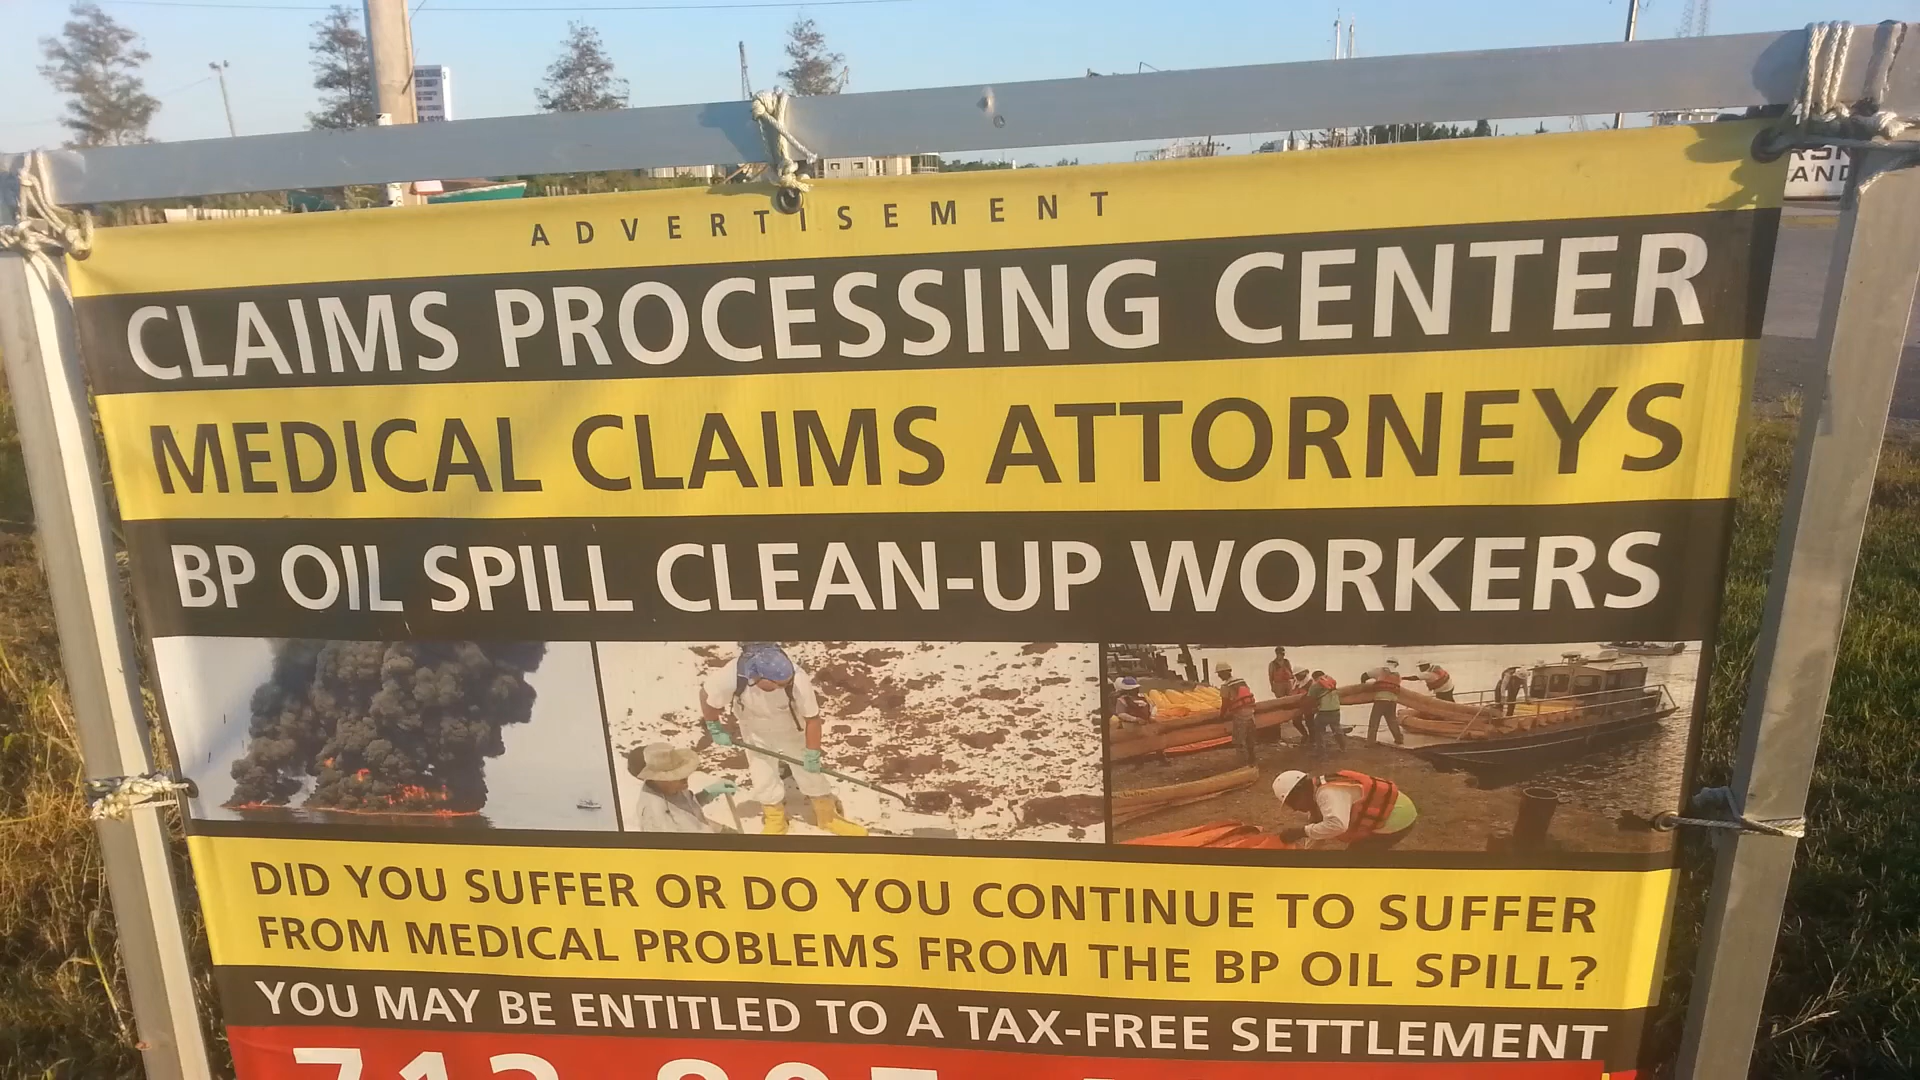 ADVERTISEMENT
CLAIMS PROCESSING CENTER
MEDICAL CLAIMS ATTORNEYS
BP OIL SPILL CLEAN-UP WORKERS
DID YOU SUFFER OR DO YOU CONTINUE TO SUFFER
FROM MEDICAL PROBLEMS FROM THE BP OIL SPILL?
YOU MAY BE ENTITLED TO A TAX-FREE SETTLEMENT